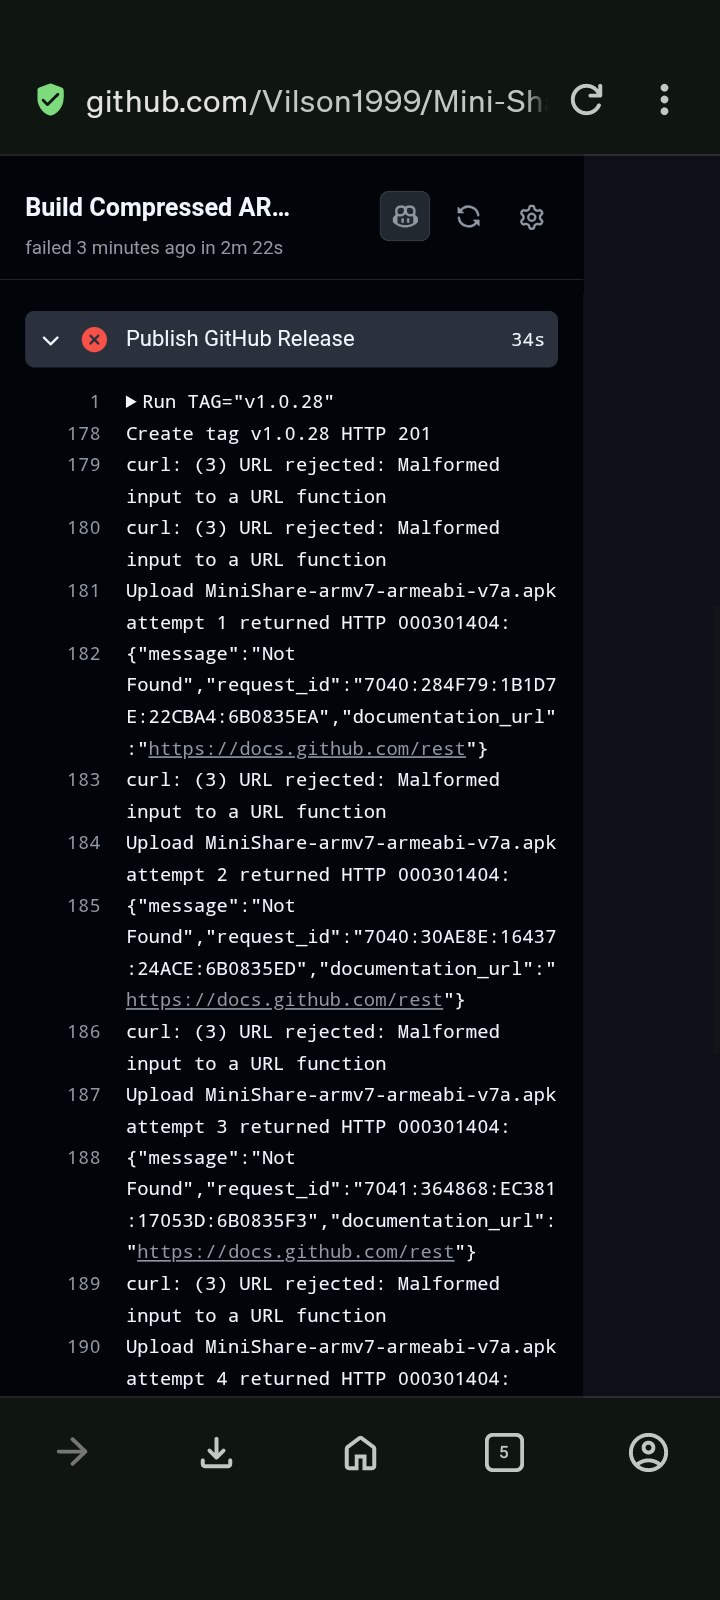 github.com/Vilson1999/Mini-Sh
Build Compressed AR...
failed 3 minutes ago in 2m 22s
Publish GitHub Release 34s
1 Run TAG="v1.0.28"
178 Create tag v1.0.28 HTTP 201
179 curl: (3) URL rejected: Malformed
input to a URL function
180 curl: (3) URL rejected: Malformed
input to a URL function
181 Upload MiniShare-armv7-armeabi-v7a.apk
attempt 1 returned HTTP 000301404:
182 {"message":"Not
Found","request_id":"7040:284F79:1B1D7
E:22CBA4:6B0835EA","documentation_url"
:"https://docs.github.com/rest"}
183 curl: (3) URL rejected: Malformed
input to a URL function
184 Upload MiniShare-armv7-armeabi-v7a.apk
attempt 2 returned HTTP 000301404:
185 {"message":"Not
Found","request_id":"7040:30AE8E:16437
:24ACE:6B0835ED","documentation_url":"
https://docs.github.com/rest"}
186 curl: (3) URL rejected: Malformed
input to a URL function
187 Upload MiniShare-armv7-armeabi-v7a.apk
attempt 3 returned HTTP 000301404:
188 {"message":"Not
Found","request_id":"7041:364868:EC381
:17053D:6B0835F3","documentation_url":
"https://docs.github.com/rest"}
189 curl: (3) URL rejected: Malformed
input to a URL function
190 Upload MiniShare-armv7-armeabi-v7a.apk
attempt 4 returned HTTP 000301404:
5